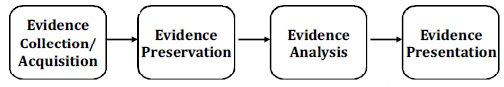 Evidence
Collection/
Acquisition
Evidence
Preservation
Evidence
Analysis
Evidence
Presentation